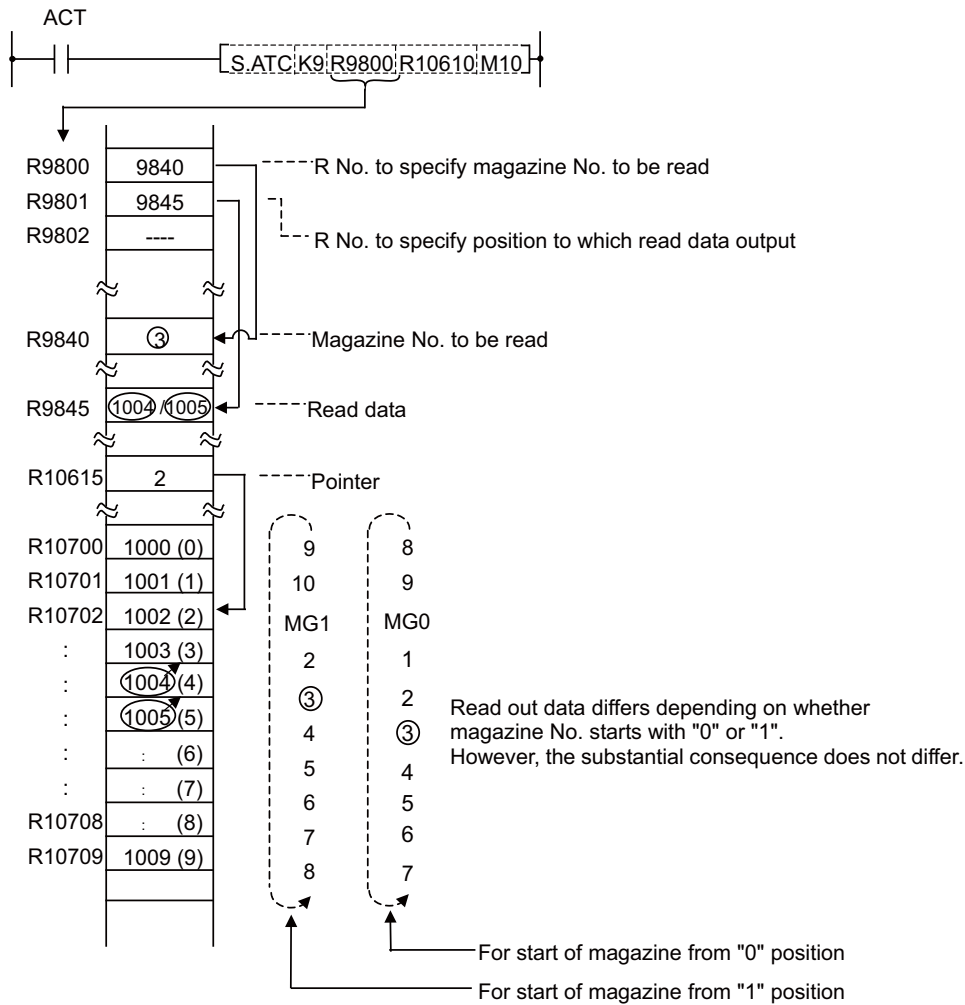 ACT
S.ATC K9 R9800 R10610 M10
R9800 9840 R No. to specify magazine No. to be read
R9801 9845
R9802 ---- R No. to specify position to which read data output
R9840 3 Magazine No. to be read
R9845 1004 /1005 Read data
R10615 2 Pointer
R10700 1000 (0) 9 8
R10701 1001 (1) 10 9
R10702 1002 (2) MG1 MG0
: 1003 (3) 2 1
: 1004 (4) 3 2
: 1005 (5) 4 3
: : (6) 5 4
: : (7) 6 5
R10708 : (8) 7 6
R10709 1009 (9) 8 7
Read out data differs depending on whether
magazine No. starts with "0" or "1".
However, the substantial consequence does not differ.
For start of magazine from "0" position
For start of magazine from "1" position